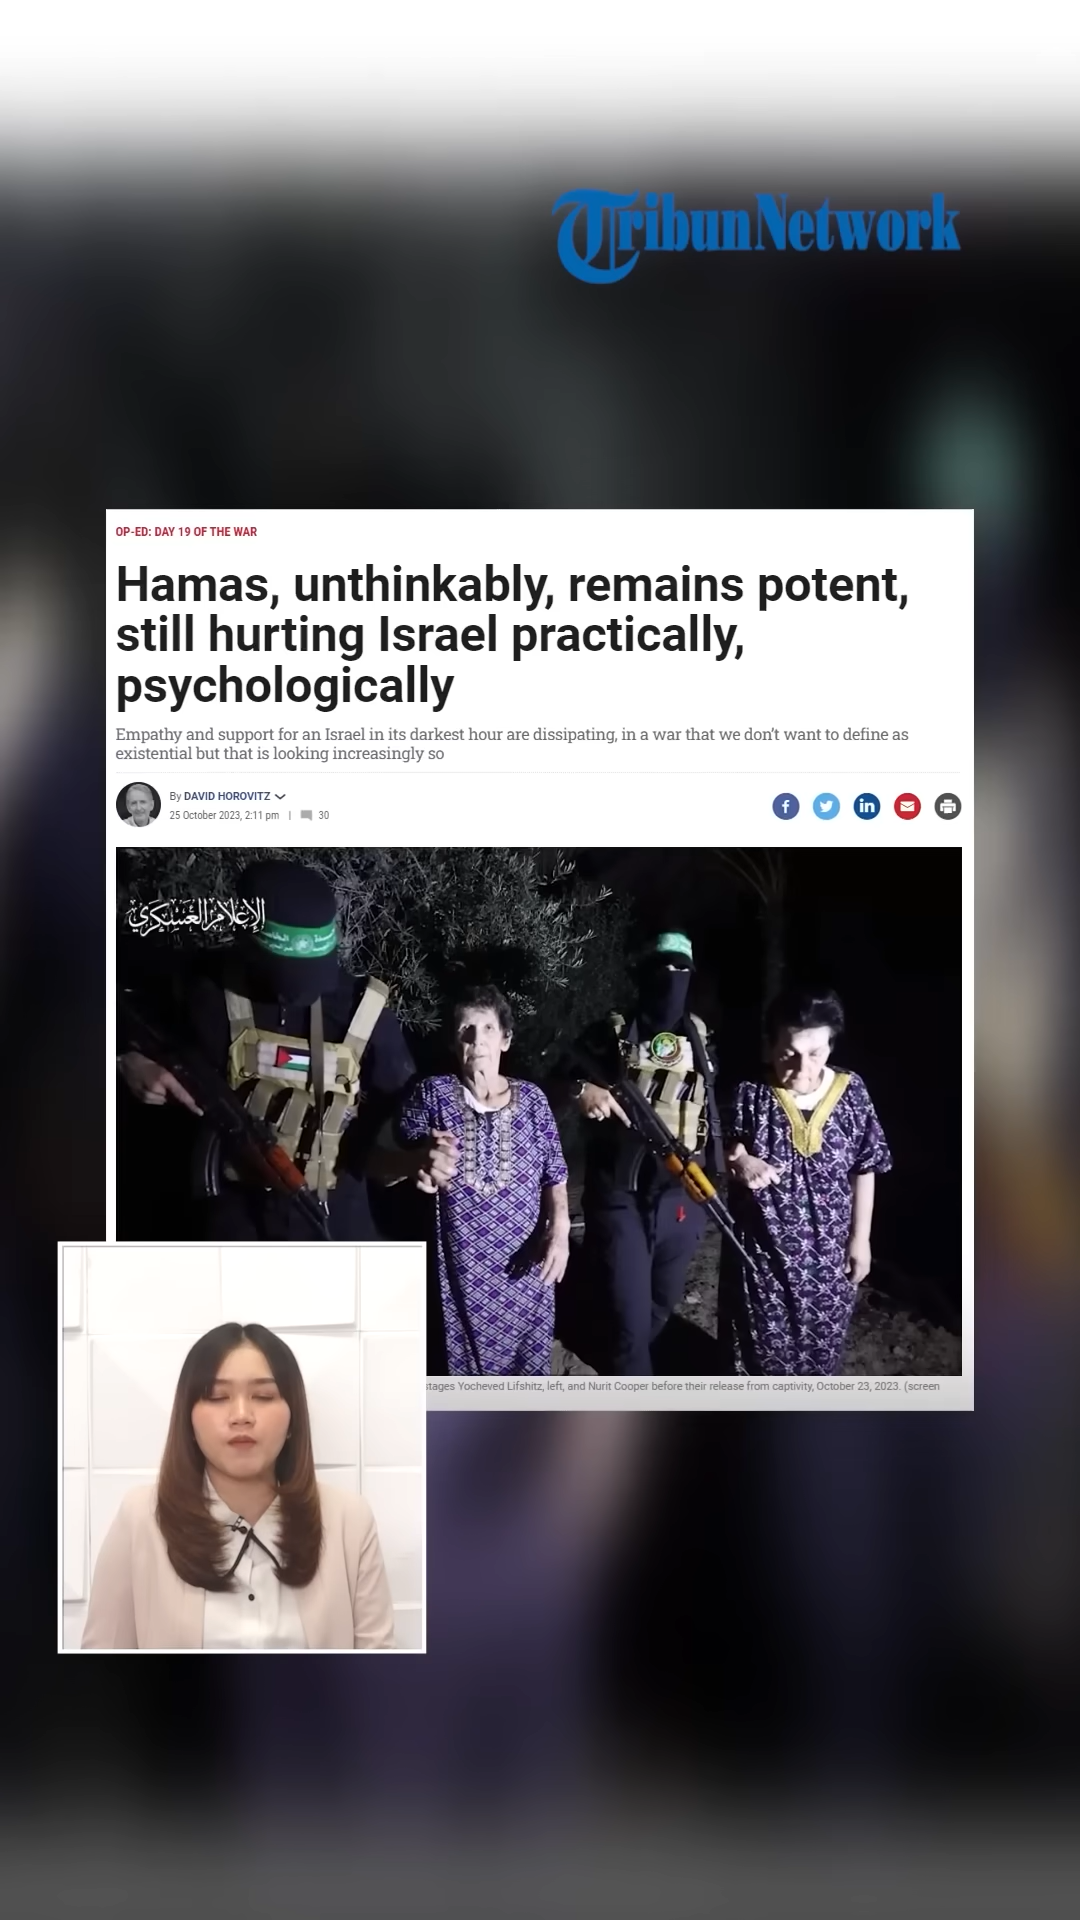 TribunNetwork
OP-ED: DAY 19 OF THE WAR
Hamas, unthinkably, remains potent,
still hurting Israel practically,
psychologically
Empathy and support for an Israel in its darkest hour are dissipating, in a war that we don't want to define as
existential but that is looking increasingly so
By DAVID HOROVITZ
25 October 2023, 2:11 pm | 30
الإعلام العسكري
stages Yocheved Lifshitz, left, and Nurit Cooper before their release from captivity, October 23, 2023. (screen